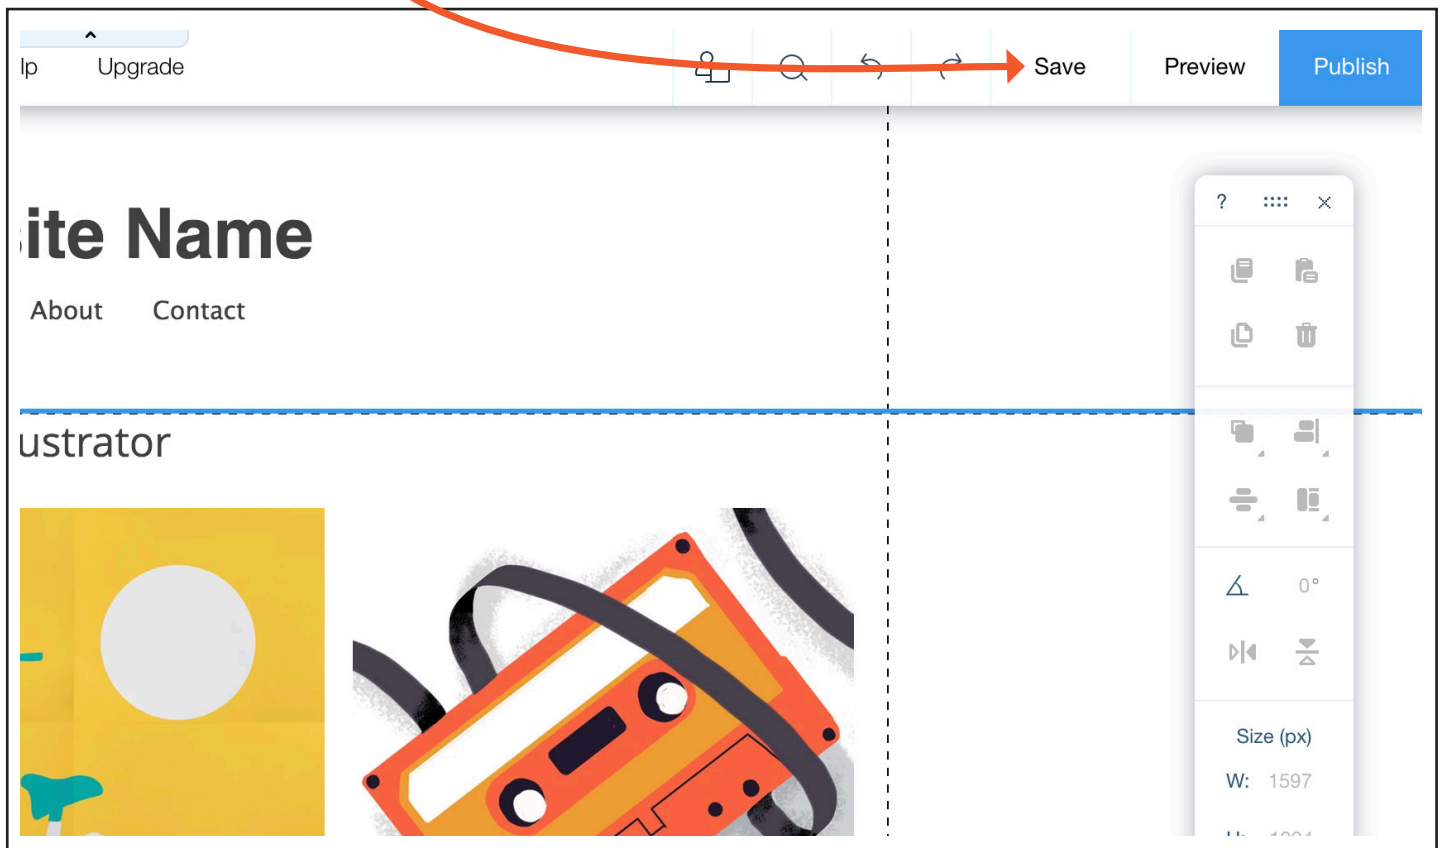 lp Upgrade Save Preview Publish
ite Name
About Contact
ustrator
?
0°
Size (px)
W: 1597